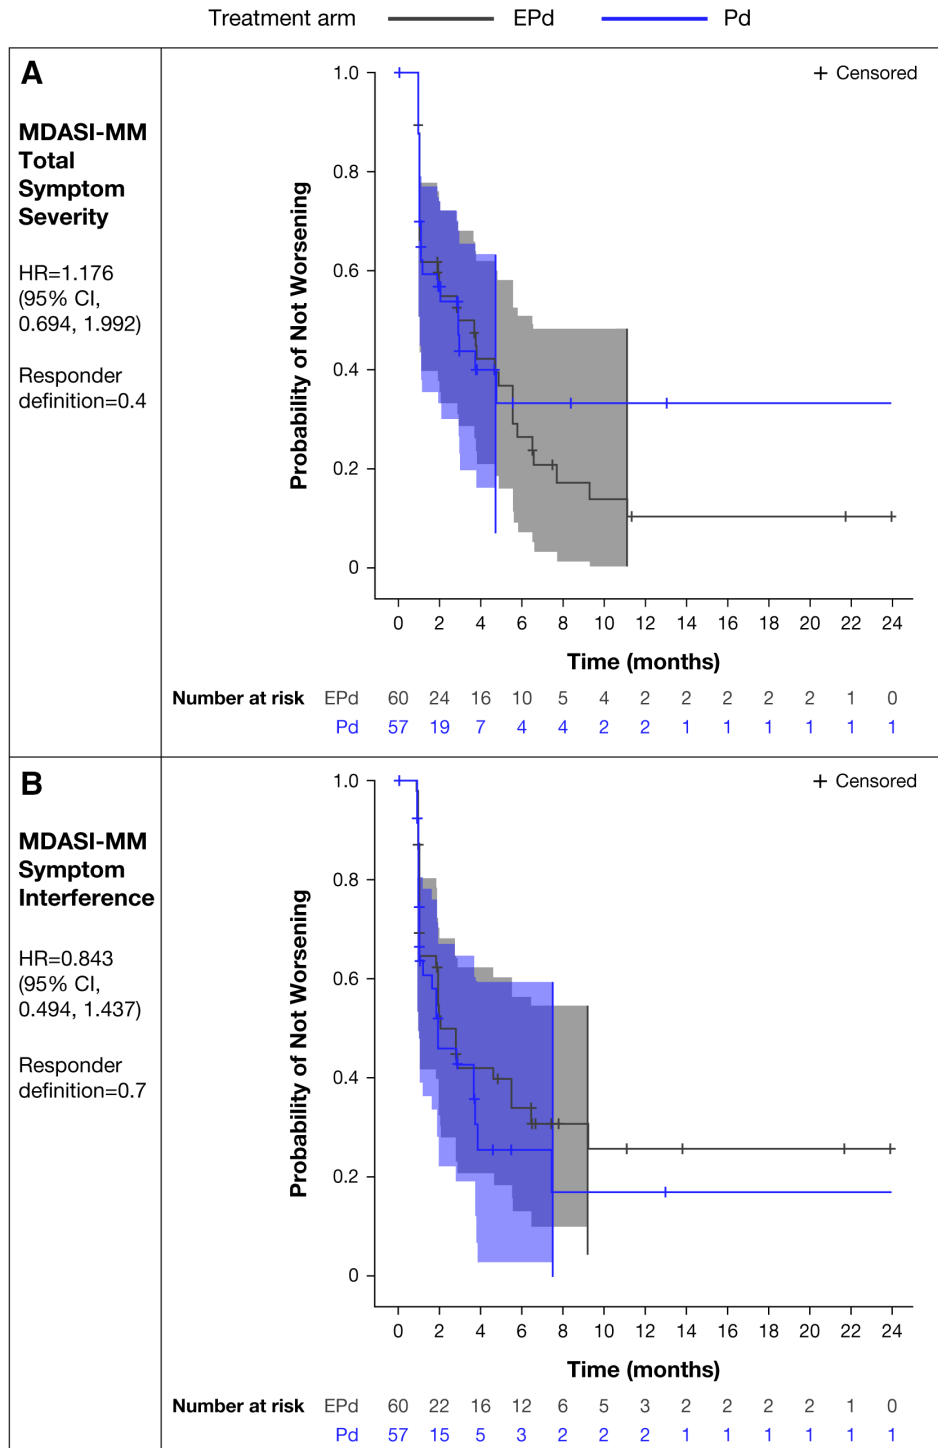 Treatment arm EPd Pd
A
MDASI-MM
Total
Symptom
Severity
HR=1.176
(95% CI,
0.694, 1.992)
Responder
definition=0.4
+ Censored
Probability of Not Worsening
1.0
0.8
0.6
0.4
0.2
0
0 2 4 6 8 10 12 14 16 18 20 22 24
Time (months)
Number at risk EPd 60 24 16 10 5 4 2 2 2 2 2 1 0
Pd 57 19 7 4 4 2 2 1 1 1 1 1 1
B
MDASI-MM
Symptom
Interference
HR=0.843
(95% CI,
0.494, 1.437)
Responder
definition=0.7
+ Censored
Probability of Not Worsening
1.0
0.8
0.6
0.4
0.2
0
0 2 4 6 8 10 12 14 16 18 20 22 24
Time (months)
Number at risk EPd 60 22 16 12 6 5 3 2 2 2 2 1 0
Pd 57 15 5 3 2 2 2 1 1 1 1 1 1